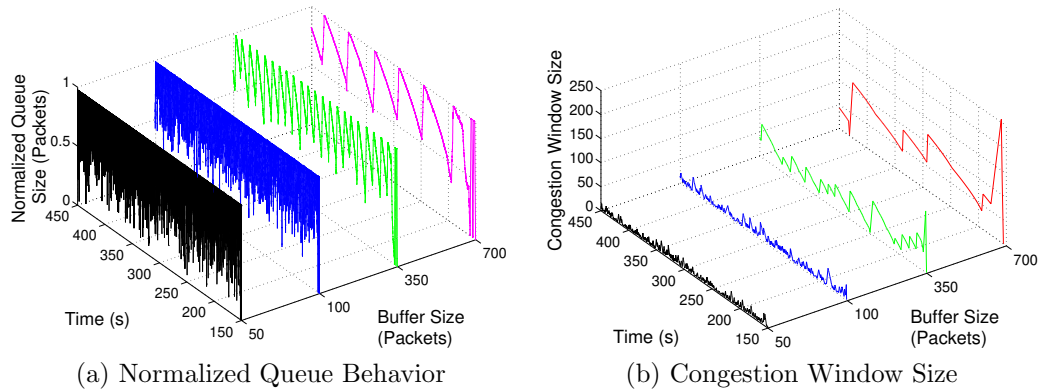 Normalized Queue
Size (Packets)
1
0.5
0
450
400
350
300
250
200
150
Time (s)
50
100
350
700
Buffer Size
(Packets)
(a) Normalized Queue Behavior
Congestion Window Size
250
200
150
100
50
0
450
400
350
300
250
200
150
Time (s)
50
100
350
700
Buffer Size
(Packets)
(b) Congestion Window Size